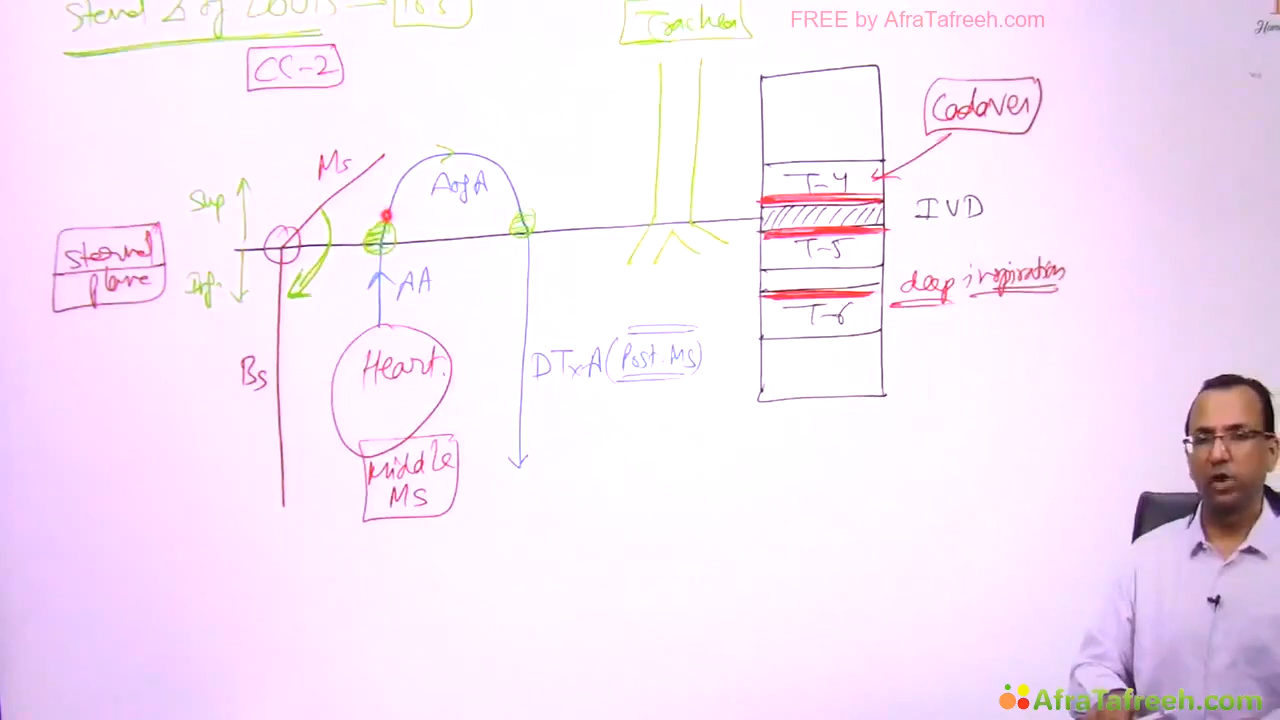 FREE by AfraTafreeh.com
Sternal ∠ of LOUIS →
Trachea
CC-2
Cadaver
Ms
T-4
AofA
Sup
IVD
sternal
plane
T-5
Inf.
AA
deep inspiration
T-6
Heart.
Bs
DTxA (Post. Ms)
Middle
MS
AfraTafreeh.com